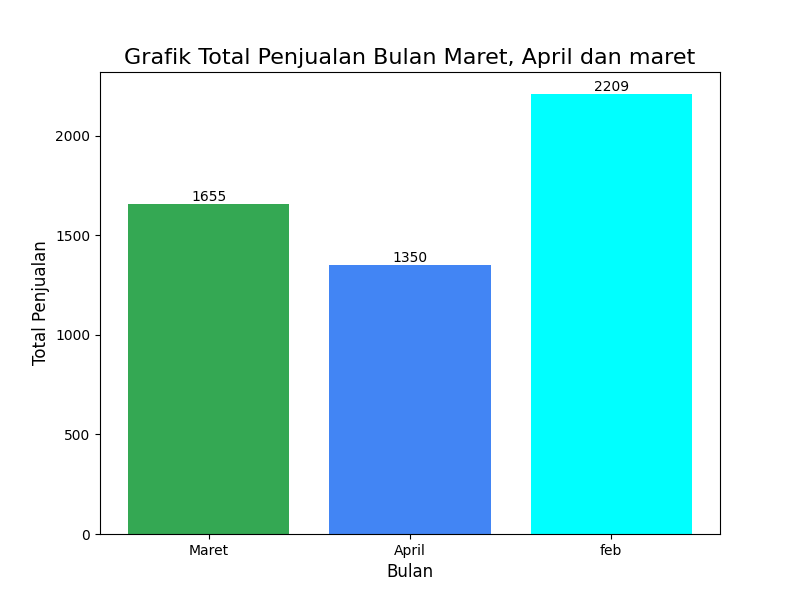 Grafik Total Penjualan Bulan Maret, April dan maret
2209
2000
1655
1500
1350
1000
500
0
Total Penjualan
Maret
April
feb
Bulan